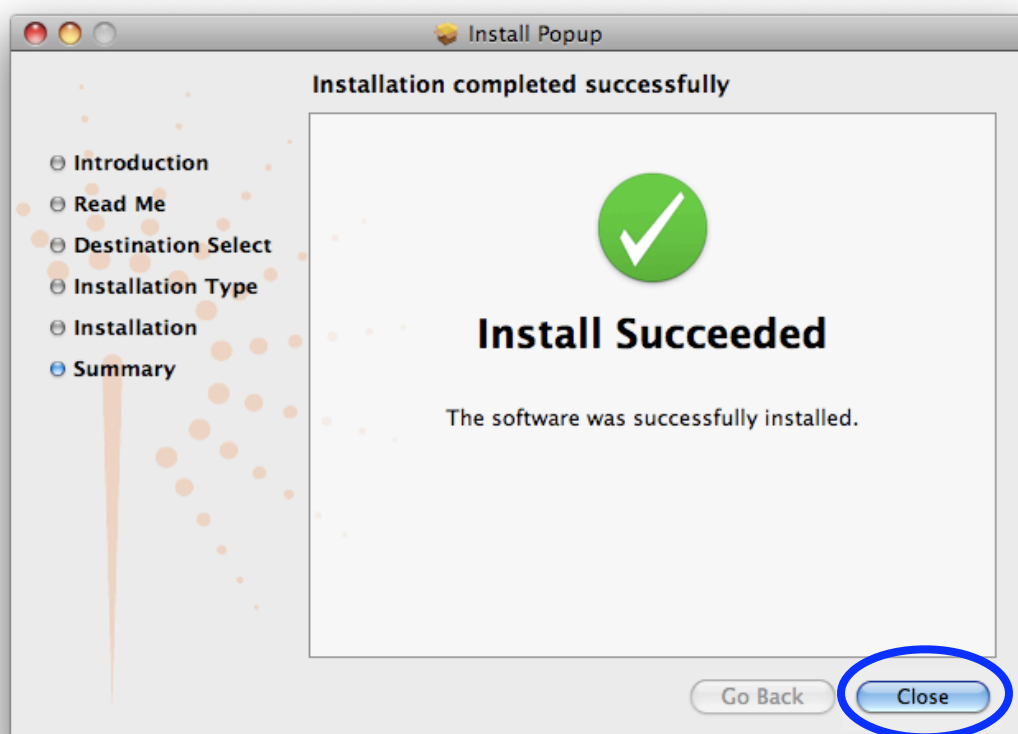 Install Popup
Installation completed successfully
Introduction
Read Me
Destination Select
Installation Type
Installation
Summary
Install Succeeded
The software was successfully installed.
Go Back
Close